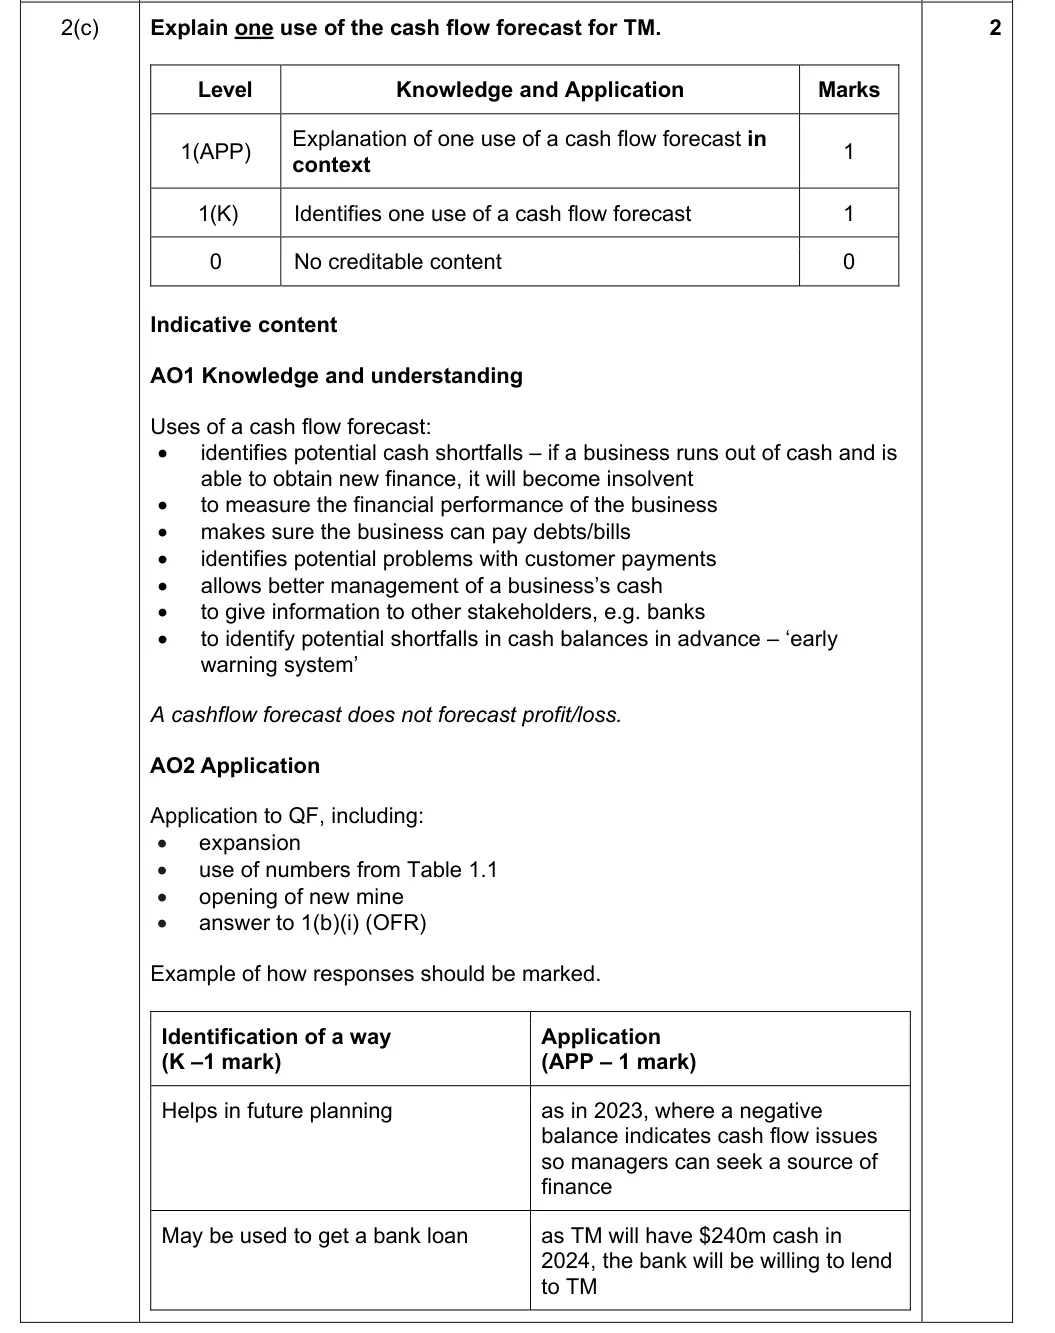 2(c)
Explain one use of the cash flow forecast for TM.
2
Level
Knowledge and Application
Marks
1(APP)
Explanation of one use of a cash flow forecast in
context
1
1(K)
Identifies one use of a cash flow forecast
1
0
No creditable content
0
Indicative content
AO1 Knowledge and understanding
Uses of a cash flow forecast:
• identifies potential cash shortfalls – if a business runs out of cash and is
able to obtain new finance, it will become insolvent
• to measure the financial performance of the business
• makes sure the business can pay debts/bills
• identifies potential problems with customer payments
• allows better management of a business’s cash
• to give information to other stakeholders, e.g. banks
• to identify potential shortfalls in cash balances in advance – ‘early
warning system’
A cashflow forecast does not forecast profit/loss.
AO2 Application
Application to QF, including:
• expansion
• use of numbers from Table 1.1
• opening of new mine
• answer to 1(b)(i) (OFR)
Example of how responses should be marked.
Identification of a way
(K –1 mark)
Application
(APP – 1 mark)
Helps in future planning
as in 2023, where a negative
balance indicates cash flow issues
so managers can seek a source of
finance
May be used to get a bank loan
as TM will have $240m cash in
2024, the bank will be willing to lend
to TM